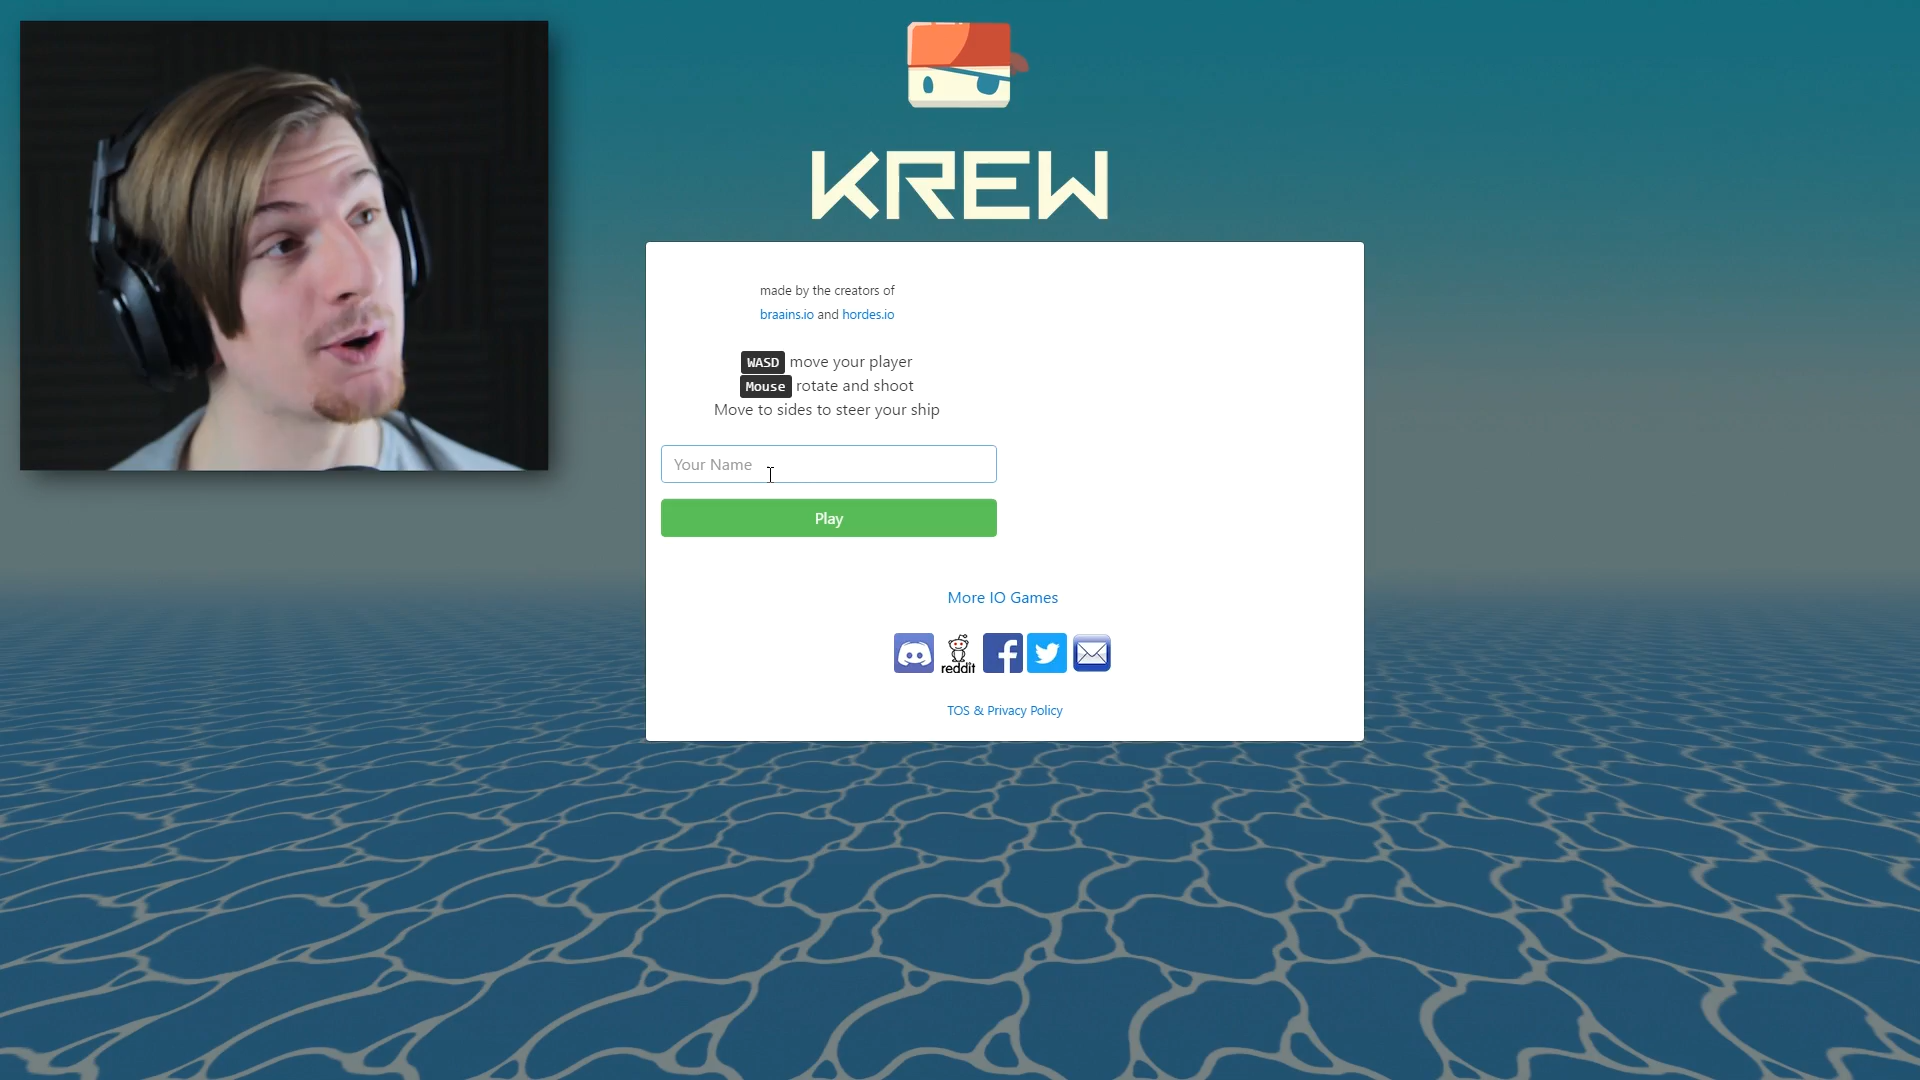 KREW
made by the creators of
braains.io and hordes.io
WASD move your player
Mouse rotate and shoot
Move to sides to steer your ship
Your Name
Play
More IO Games
reddit
TOS & Privacy Policy